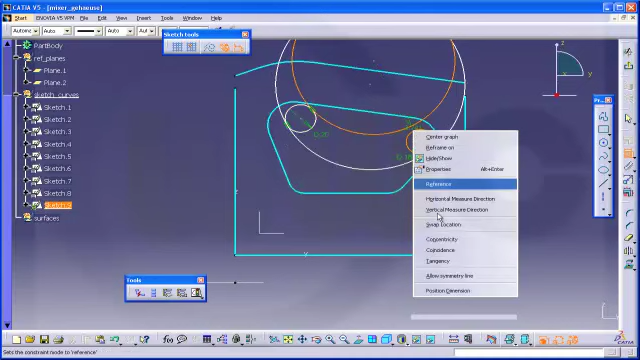 CATIA V5 - [mixer_gehause]
Start
ENOVIA V5 VPM
File
Edit
View
Insert
Tools
Window
Help
Auto
Auto
Aut
Sketch tools
PartBody
ref_planes
Plane.1
Plane.2
sketch_curves
Sketch.1
Sketch.2
Sketch.3
Sketch.4
Sketch.5
Sketch.6
Sketch.7
Sketch.8
surfaces
Center graph
Reframe on
Hide/Show
Properties Alt+Enter
Reference
Horizontal Measure Direction
Vertical Measure Direction
Swap Location
Concentricity
Coincidence
Tangency
Allow symmetry line
Position Dimension
Tools
Sets the constraint mode to 'reference'